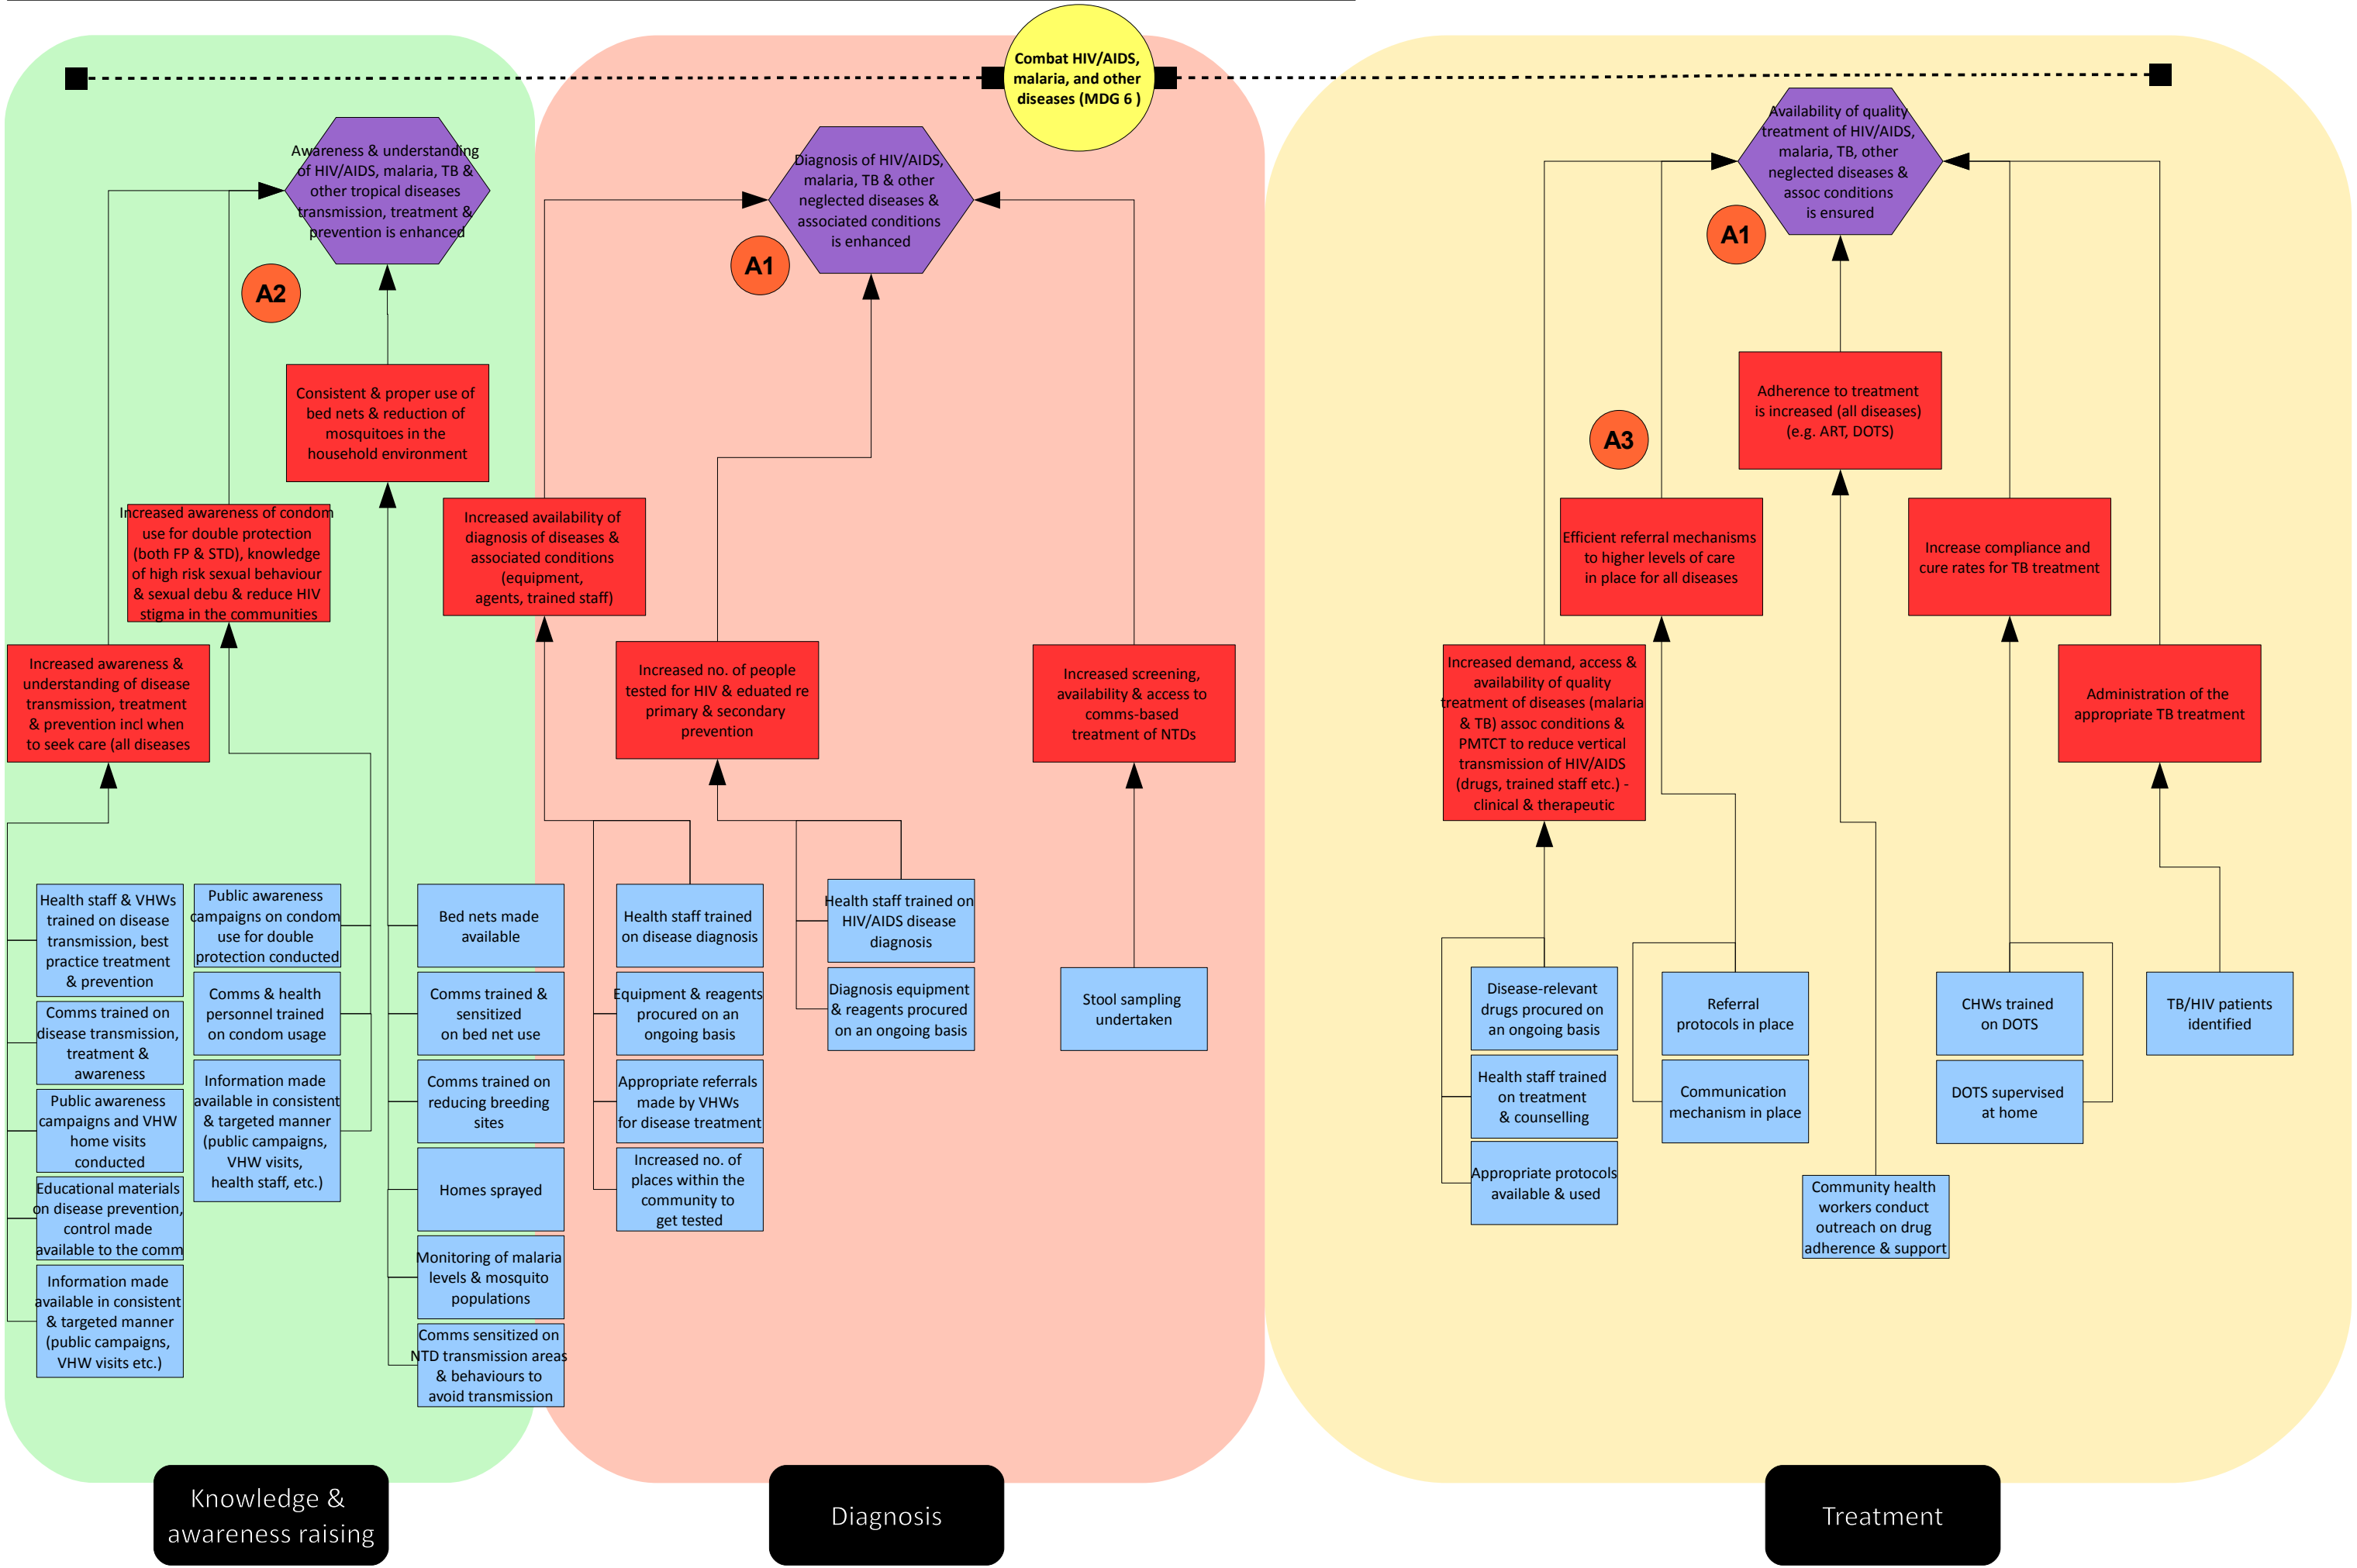 Combat HIV/AIDS,
malaria, and other
diseases (MDG 6 )
Awareness & understanding
of HIV/AIDS, malaria, TB &
other tropical diseases
transmission, treatment &
prevention is enhanced
A2
Consistent & proper use of
bed nets & reduction of
mosquitoes in the
household environment
Increased awareness of condom
use for double protection
(both FP & STD), knowledge
of high risk sexual behaviour
& sexual debu & reduce HIV
stigma in the communities
Increased awareness &
understanding of disease
transmission, treatment
& prevention incl when
to seek care (all diseases
Health staff & VHWs
trained on disease
transmission, best
practice treatment
& prevention
Comms trained on
disease transmission,
treatment &
awareness
Public awareness
campaigns and VHW
home visits
conducted
Educational materials
on disease prevention,
control made
available to the comm
Information made
available in consistent
& targeted manner
(public campaigns,
VHW visits etc.)
Public awareness
campaigns on condom
use for double
protection conducted
Comms & health
personnel trained
on condom usage
Information made
available in consistent
& targeted manner
(public campaigns,
VHW visits,
health staff, etc.)
Bed nets made
available
Comms trained &
sensitized
on bed net use
Comms trained on
reducing breeding
sites
Homes sprayed
Monitoring of malaria
levels & mosquito
populations
Comms sensitized on
NTD transmission areas
& behaviours to
avoid transmission
Knowledge &
awareness raising
Diagnosis of HIV/AIDS,
malaria, TB & other
neglected diseases &
associated conditions
is enhanced
A1
Increased availability of
diagnosis of diseases &
associated conditions
(equipment,
agents, trained staff)
Increased no. of people
tested for HIV & eduated re
primary & secondary
prevention
Increased screening,
availability & access to
comms-based
treatment of NTDs
Health staff trained
on disease diagnosis
Equipment & reagents
procured on an
ongoing basis
Appropriate referrals
made by VHWs
for disease treatment
Increased no. of
places within the
community to
get tested
Health staff trained on
HIV/AIDS disease
diagnosis
Diagnosis equipment
& reagents procured
on an ongoing basis
Stool sampling
undertaken
Diagnosis
Availability of quality
treatment of HIV/AIDS,
malaria, TB, other
neglected diseases &
assoc conditions
is ensured
A1
Adherence to treatment
is increased (all diseases)
(e.g. ART, DOTS)
A3
Efficient referral mechanisms
to higher levels of care
in place for all diseases
Increase compliance and
cure rates for TB treatment
Increased demand, access &
availability of quality
treatment of diseases (malaria
& TB) assoc conditions &
PMTCT to reduce vertical
transmission of HIV/AIDS
(drugs, trained staff etc.) -
clinical & therapeutic
Administration of the
appropriate TB treatment
Disease-relevant
drugs procured on
an ongoing basis
Health staff trained
on treatment
& counselling
Appropriate protocols
available & used
Referral
protocols in place
Communication
mechanism in place
Community health
workers conduct
outreach on drug
adherence & support
CHWs trained
on DOTS
DOTS supervised
at home
TB/HIV patients
identified
Treatment